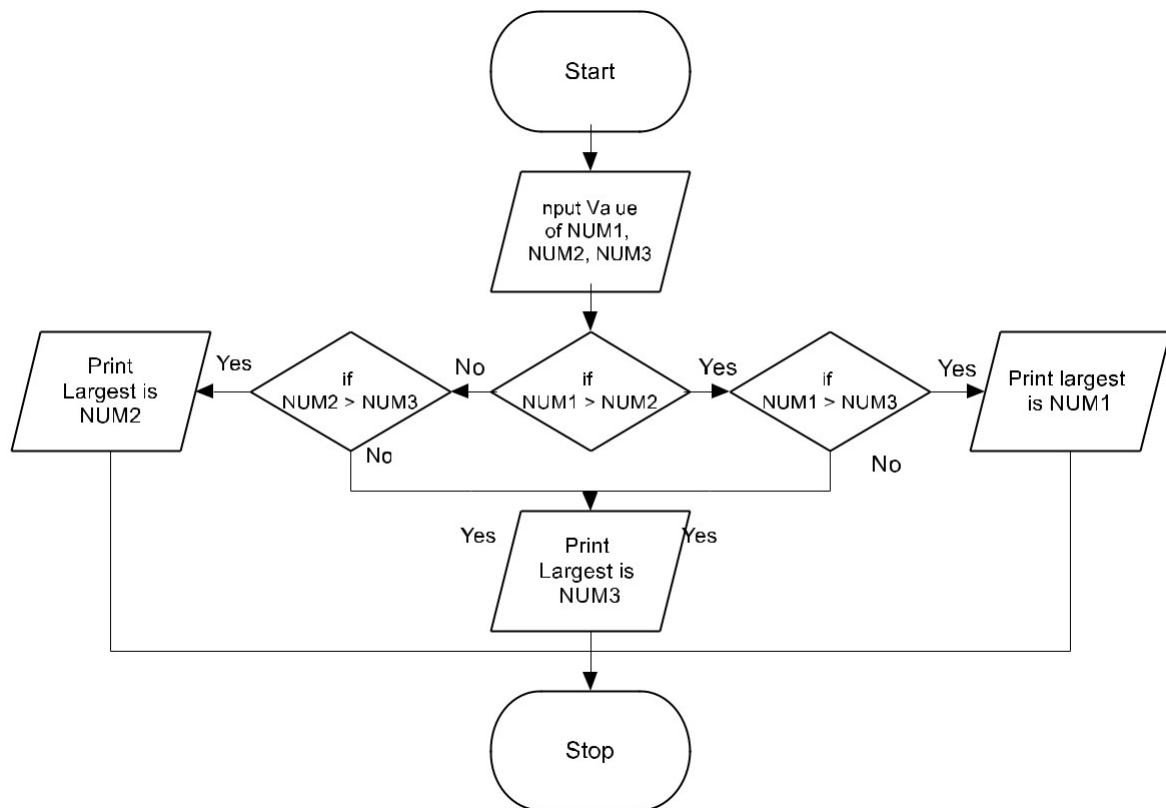 Start
nput Va ue
of NUM1,
NUM2, NUM3
Print
Largest is
NUM2
Yes
if
NUM2 > NUM3
No
if
NUM1 > NUM2
Yes
if
NUM1 > NUM3
Yes
Print largest
is NUM1
No
No
Yes
Print
Largest is
NUM3
Yes
Stop